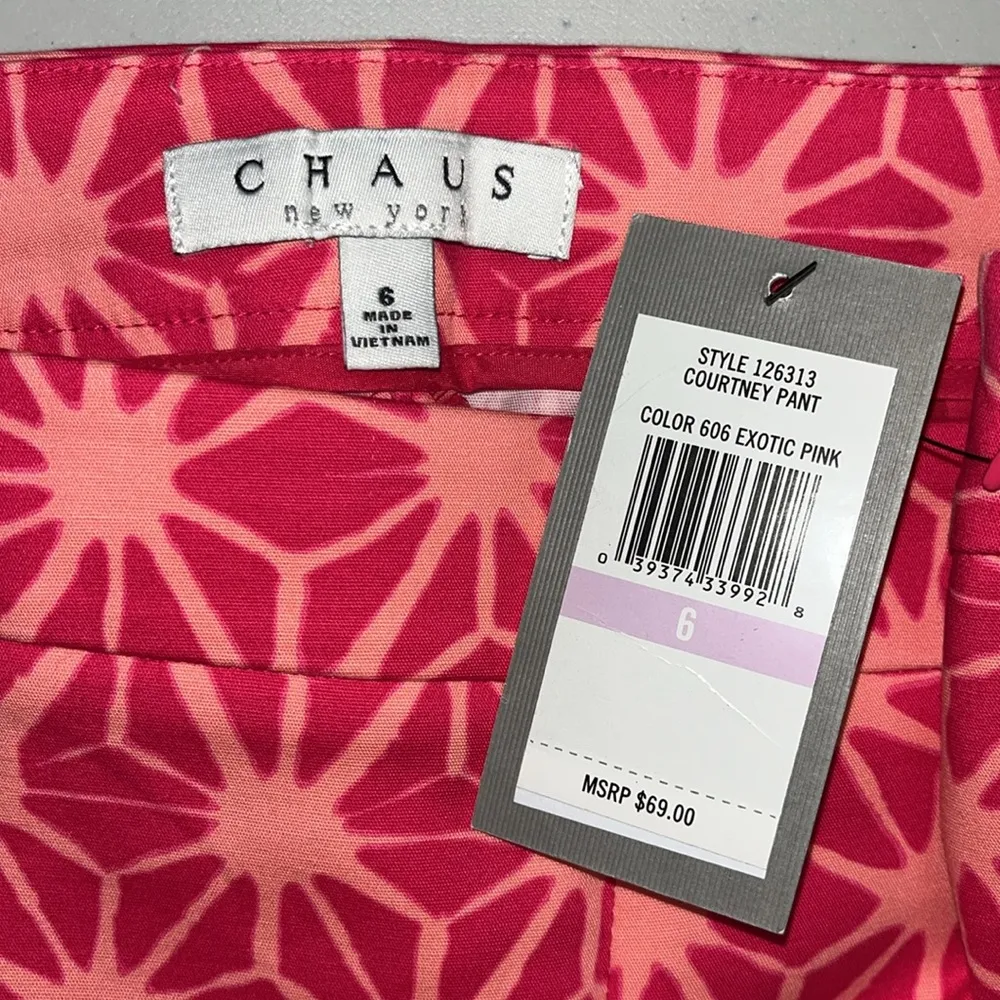 CHAUS
new york
6
MADE
IN
VIETNAM
STYLE 126313
COURTNEY PANT
COLOR 606 EXOTIC PINK
0 39374 33992 8
6
MSRP $69.00